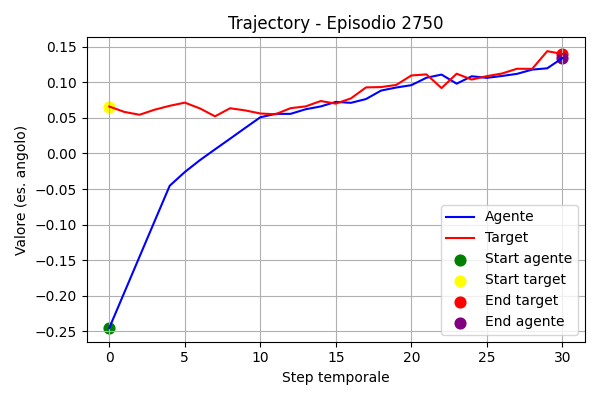 Trajectory - Episodio 2750
Valore (es. angolo)
0.15
0.10
0.05
0.00
−0.05
−0.10
−0.15
−0.20
−0.25
Agente
Target
Start agente
Start target
End target
End agente
0 5 10 15 20 25 30
Step temporale